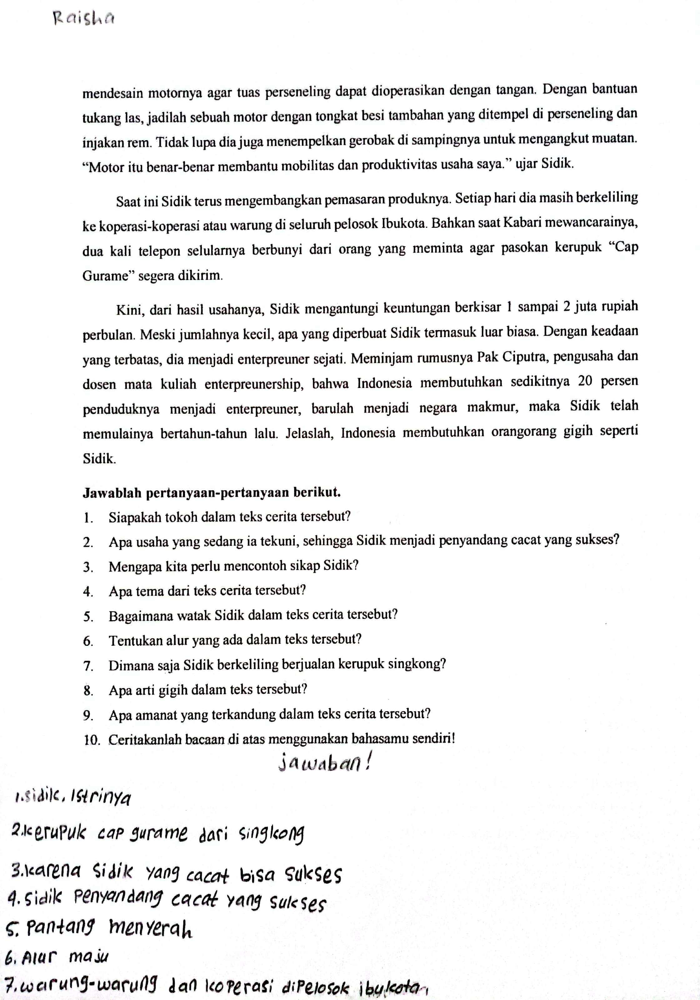 Raisha
mendesain motornya agar tuas perseneling dapat dioperasikan dengan tangan. Dengan bantuan
tukang las, jadilah sebuah motor dengan tongkat besi tambahan yang ditempel di perseneling dan
injakan rem. Tidak lupa dia juga menempelkan gerobak di sampingnya untuk mengangkut muatan.
“Motor itu benar-benar membantu mobilitas dan produktivitas usaha saya.” ujar Sidik.
Saat ini Sidik terus mengembangkan pemasaran produknya. Setiap hari dia masih berkeliling
ke koperasi-koperasi atau warung di seluruh pelosok Ibukota. Bahkan saat Kabari mewancarainya,
dua kali telepon selularnya berbunyi dari orang yang meminta agar pasokan kerupuk “Cap
Gurame” segera dikirim.
Kini, dari hasil usahanya, Sidik mengantungi keuntungan berkisar 1 sampai 2 juta rupiah
perbulan. Meski jumlahnya kecil, apa yang diperbuat Sidik termasuk luar biasa. Dengan keadaan
yang terbatas, dia menjadi enterpreuner sejati. Meminjam rumusnya Pak Ciputra, pengusaha dan
dosen mata kuliah enterpreunership, bahwa Indonesia membutuhkan sedikitnya 20 persen
penduduknya menjadi enterpreuner, barulah menjadi negara makmur, maka Sidik telah
memulainya bertahun-tahun lalu. Jelaslah, Indonesia membutuhkan orangorang gigih seperti
Sidik.
Jawablah pertanyaan-pertanyaan berikut.
1. Siapakah tokoh dalam teks cerita tersebut?
2. Apa usaha yang sedang ia tekuni, sehingga Sidik menjadi penyandang cacat yang sukses?
3. Mengapa kita perlu mencontoh sikap Sidik?
4. Apa tema dari teks cerita tersebut?
5. Bagaimana watak Sidik dalam teks cerita tersebut?
6. Tentukan alur yang ada dalam teks tersebut?
7. Dimana saja Sidik berkeliling berjualan kerupuk singkong?
8. Apa arti gigih dalam teks tersebut?
9. Apa amanat yang terkandung dalam teks cerita tersebut?
10. Ceritakanlah bacaan di atas menggunakan bahasamu sendiri!
jawaban!
1. sidik, Istrinya
2. kerupuk cap gurame dari singkong
3. karena sidik yang cacat bisa sukses
4. sidik penyandang cacat yang sukses
5. pantang menyerah
6. Alur maju
7. warung-warung dan koperasi dipelosok ibukota